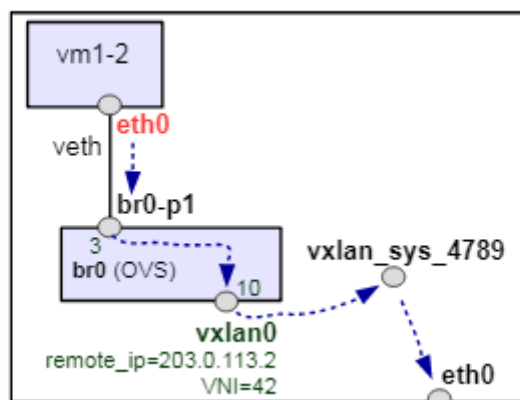 vm1-2
eth0
veth
br0-p1
3
br0 (OVS)
10
vxlan_sys_4789
vxlan0
remote_ip=203.0.113.2
VNI=42
eth0